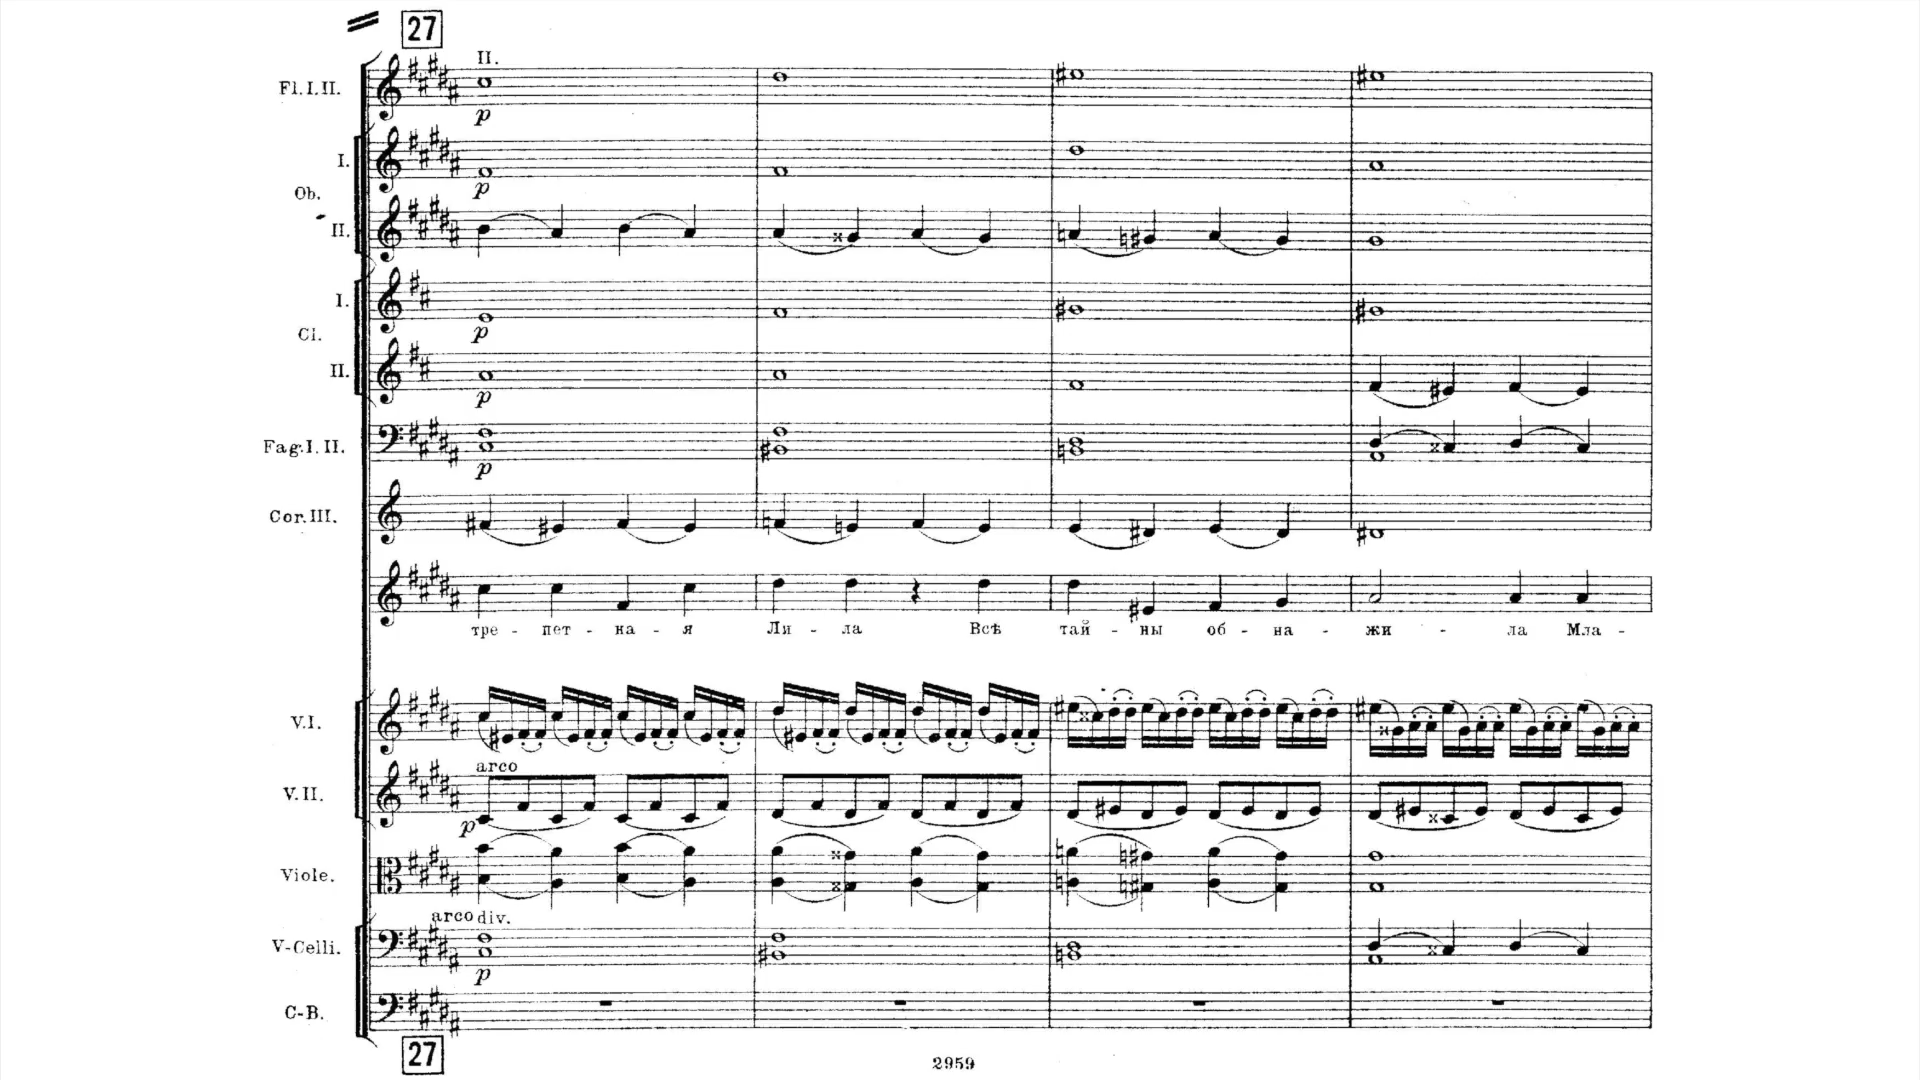 27
II.
Fl. I. II.
p
I.
p
Ob.
II.
I.
p
Cl.
II.
p
Fag. I. II.
p
Cor. III.
тре - пет - на - я Ли - ла Всѣ тай - ны об - на - жи - ла Мла -
V. I.
arco
V. II.
p
Viole.
arco div.
V-Celli.
p
C-B.
27
2959